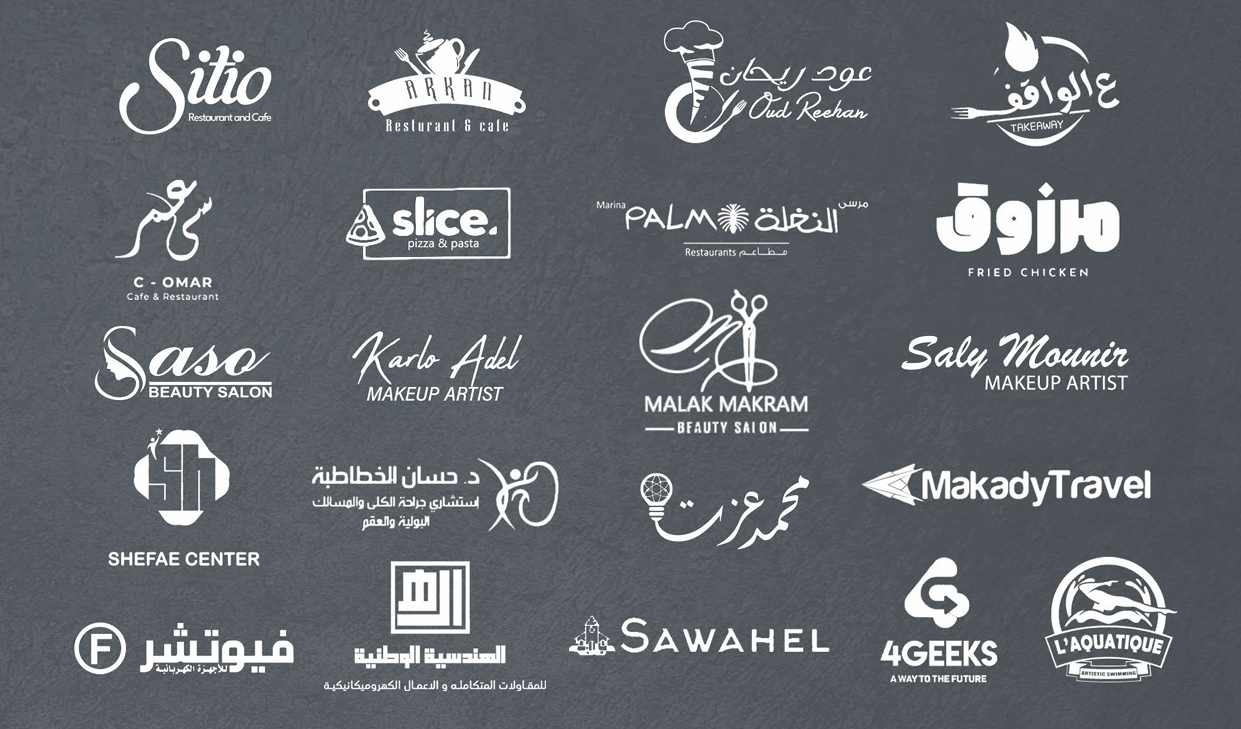 Sitio
Restaurant and Cafe
ARKAN
Resturant & cafe
عود ريحان
Oud Reehan
ع الواقف
TAKEAWAY
سي عمر
C - OMAR
Cafe & Restaurant
slice.
pizza & pasta
Marina
PALM
النخلة
مرسى
Restaurants مطاعم
مرزوق
FRIED CHICKEN
Saso
BEAUTY SALON
Karlo Adel
MAKEUP ARTIST
MALAK MAKRAM
BEAUTY SALON
Saly Mounir
MAKEUP ARTIST
SHEFAE CENTER
د. حسان الخطاطبة
استشاري جراحة الكلى والمسالك
البولية والعقم
محمد عزت
MakadyTravel
F
فيوتشر
للأجهزة الكهربائية
الهندسية الوطنية
للمقاولات المتكامله و الاعمال الكهروميكانيكية
SAWAHEL
4GEEKS
A WAY TO THE FUTURE
L'AQUATIQUE
ARTISTIC SWIMMING